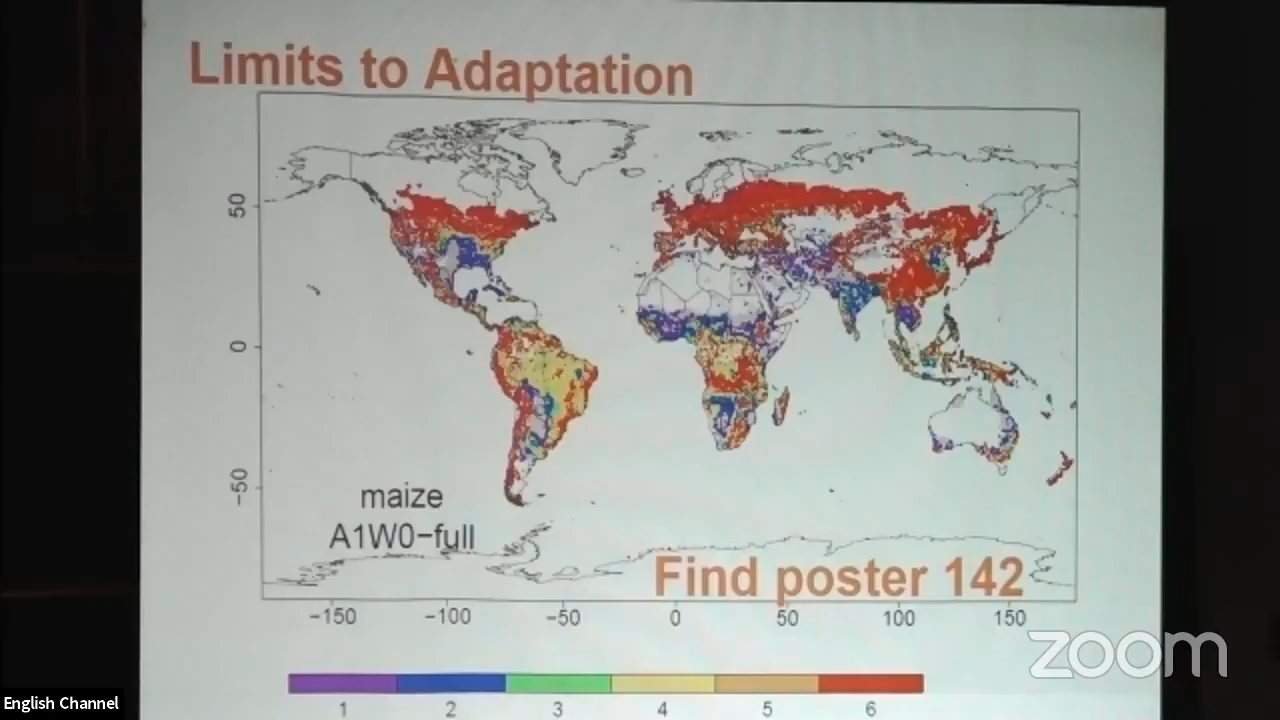 Limits to Adaptation
50
0
−50
maize
A1W0−full
Find poster 142
−150 −100 −50 0 50 100 150
zoom
1 2 3 4 5 6
English Channel